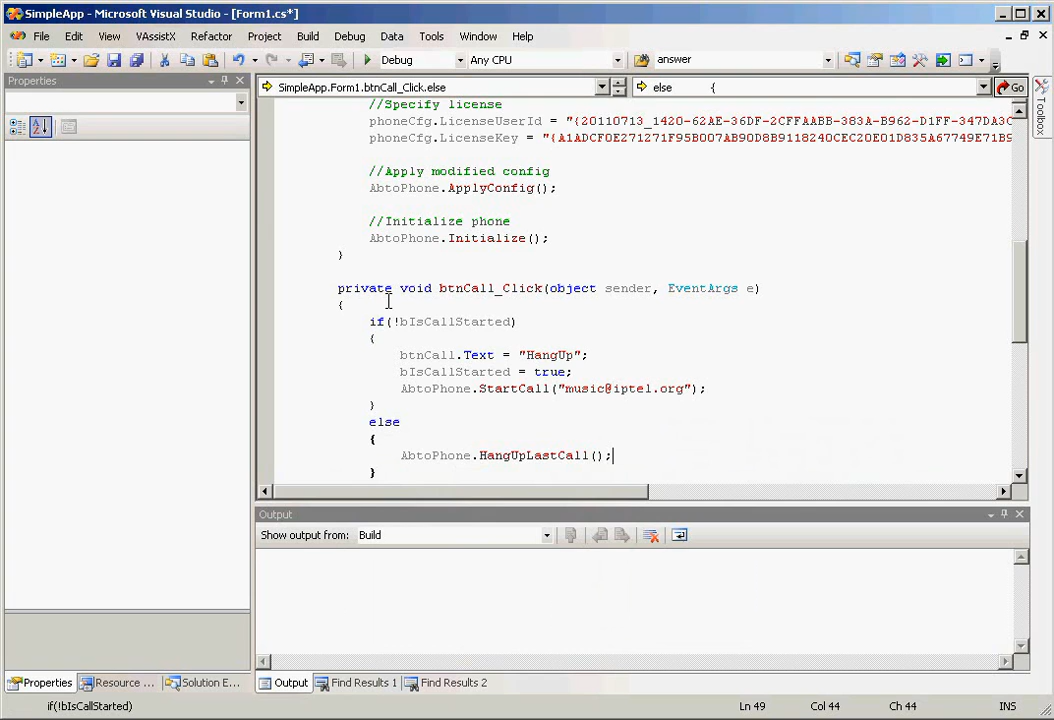 SimpleApp - Microsoft Visual Studio - [Form1.cs*]
File Edit View VAssistX Refactor Project Build Debug Data Tools Window Help
Debug Any CPU answer
Properties
SimpleApp.Form1.btnCall_Click.else else { Go
Toolbox
//Specify license
phoneCfg.LicenseUserId = "{20110713_1420-62AE-36DF-2CFFAABB-383A-B962-D1FF-347DA3C
phoneCfg.LicenseKey = "{A1ADCF0E271271F95B007AB90D8B9118240CEC20E01D835A67749E71B9
//Apply modified config
AbtoPhone.ApplyConfig();
//Initialize phone
AbtoPhone.Initialize();
}
private void btnCall_Click(object sender, EventArgs e)
{
if(!bIsCallStarted)
{
btnCall.Text = "HangUp";
bIsCallStarted = true;
AbtoPhone.StartCall("music@iptel.org");
}
else
{
AbtoPhone.HangUpLastCall();
}
Output
Show output from: Build
Properties Resource ... Solution E... Output Find Results 1 Find Results 2
if(!bIsCallStarted) Ln 49 Col 44 Ch 44 INS